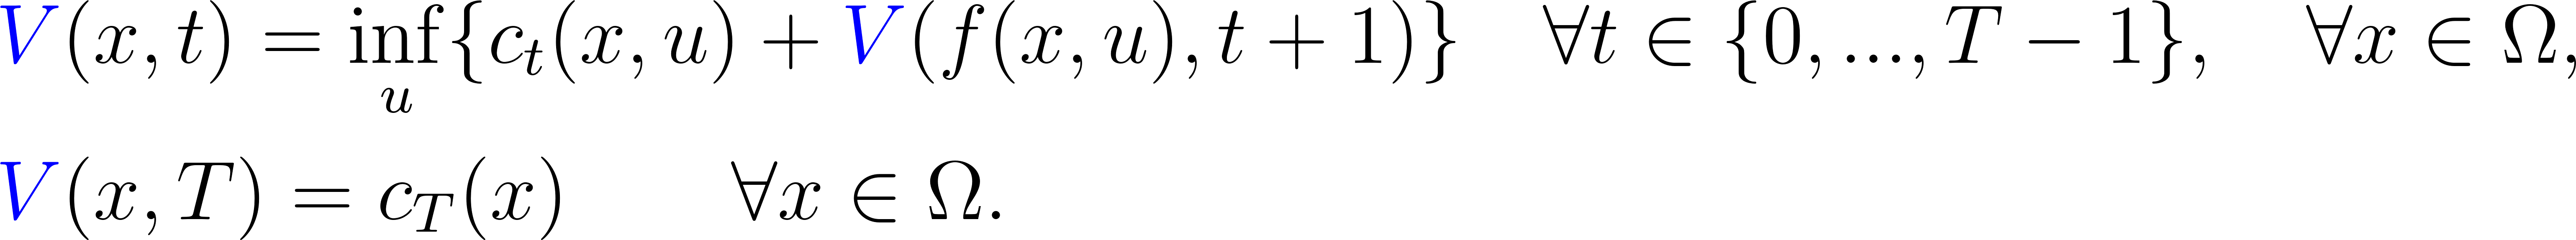 V(x, t) = inf_u {c_t(x, u) + V(f(x, u), t + 1)} ∀t ∈ {0, ..., T − 1}, ∀x ∈ Ω,
V(x, T) = c_T(x) ∀x ∈ Ω.